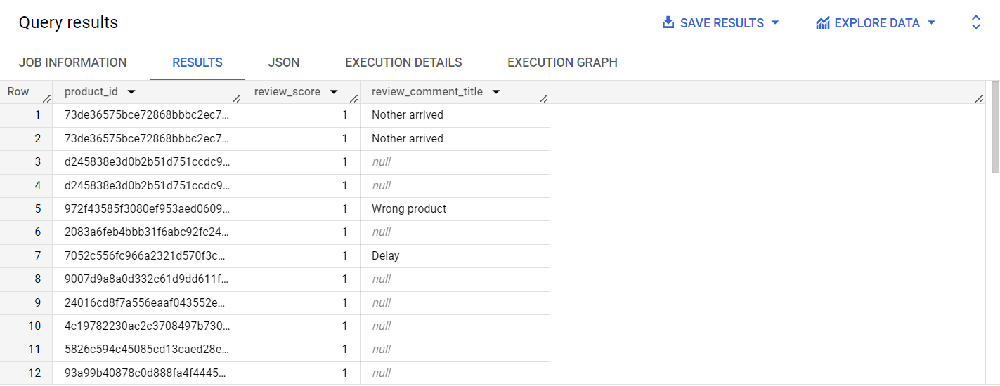 Query results SAVE RESULTS EXPLORE DATA
JOB INFORMATION RESULTS JSON EXECUTION DETAILS EXECUTION GRAPH
Row product_id review_score review_comment_title
1 73de36575bce72868bbbc2ec7... 1 Nother arrived
2 73de36575bce72868bbbc2ec7... 1 Nother arrived
3 d245838e3d0b2b51d751ccdc9... 1 null
4 d245838e3d0b2b51d751ccdc9... 1 null
5 972f43585f3080ef953aed0609... 1 Wrong product
6 2083a6feb4bbb31f6abc92fc24... 1 null
7 7052c556fc966a2321d570f3c... 1 Delay
8 9007d9a8a0d332c61d9dd611f... 1 null
9 24016cd8f7a556eaaf043552e... 1 null
10 4c19782230ac2c3708497b730... 1 null
11 5826c594c45085cd13caed28e... 1 null
12 93a99b40878c0d888fa4f4445... 1 null